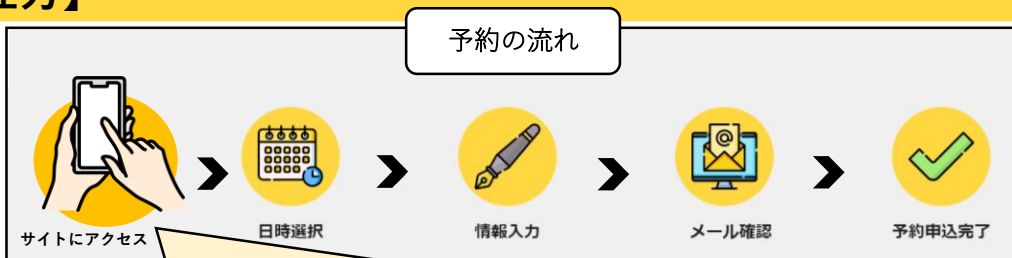 方】
予約の流れ
サイトにアクセス
日時選択
情報入力
メール確認
予約申込完了